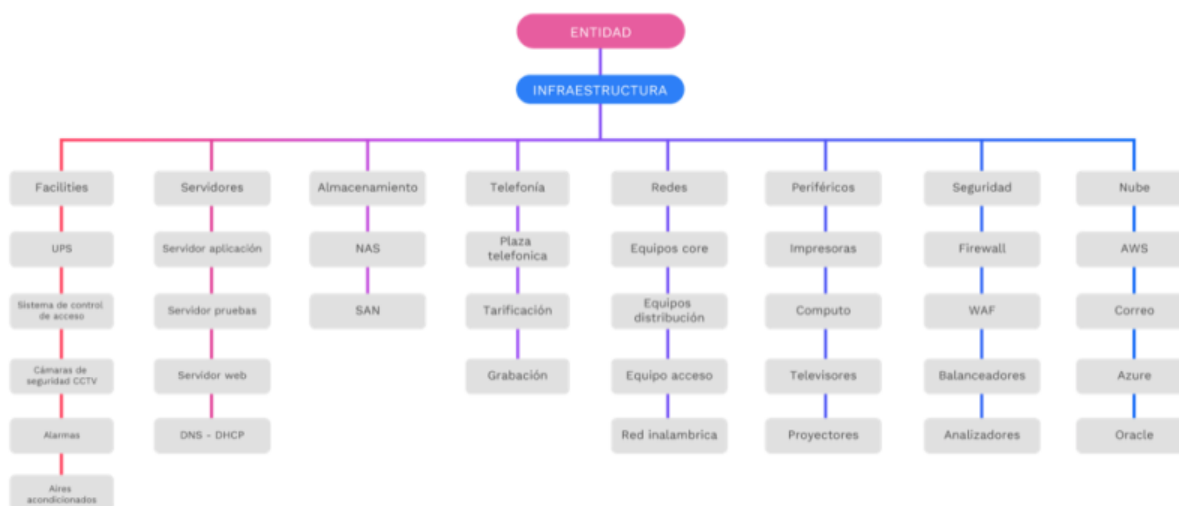 ENTIDAD
INFRAESTRUCTURA
Facilities
Servidores
Almacenamiento
Telefonía
Redes
Periféricos
Seguridad
Nube
UPS
Servidor aplicación
NAS
Plaza
telefonica
Equipos core
Impresoras
Firewall
AWS
Sistema de control
de acceso
Servidor pruebas
SAN
Tarificación
Equipos
distribución
Computo
WAF
Correo
Cámaras de
seguridad CCTV
Servidor web
Grabación
Equipo acceso
Televisores
Balanceadores
Azure
Alarmas
DNS - DHCP
Red inalambrica
Proyectores
Analizadores
Oracle
Aires
acondicionados